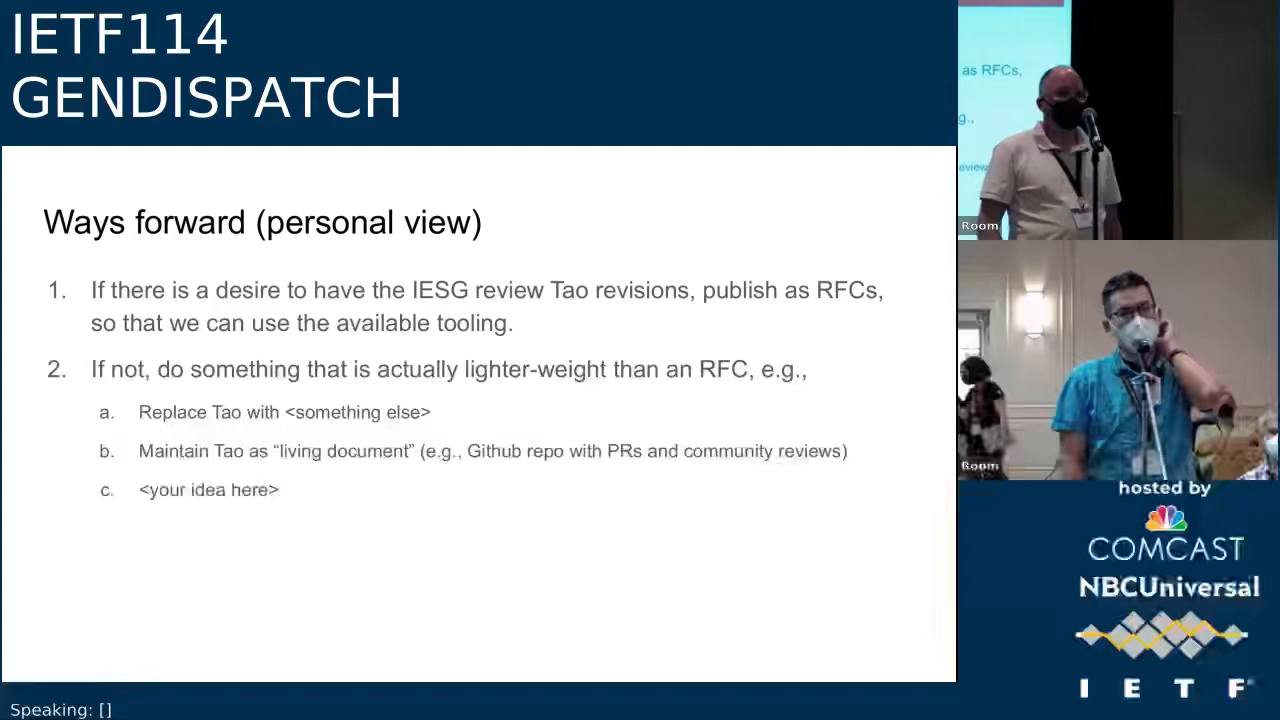 IETF114
GENDISPATCH
Ways forward (personal view)
1. If there is a desire to have the IESG review Tao revisions, publish as RFCs,
so that we can use the available tooling.
2. If not, do something that is actually lighter-weight than an RFC, e.g.,
a. Replace Tao with <something else>
b. Maintain Tao as “living document” (e.g., Github repo with PRs and community reviews)
c. <your idea here>
Speaking: []
as RFCs,
g.,
eview
Room
Room
hosted by
COMCAST
NBCUniversal
I E T F